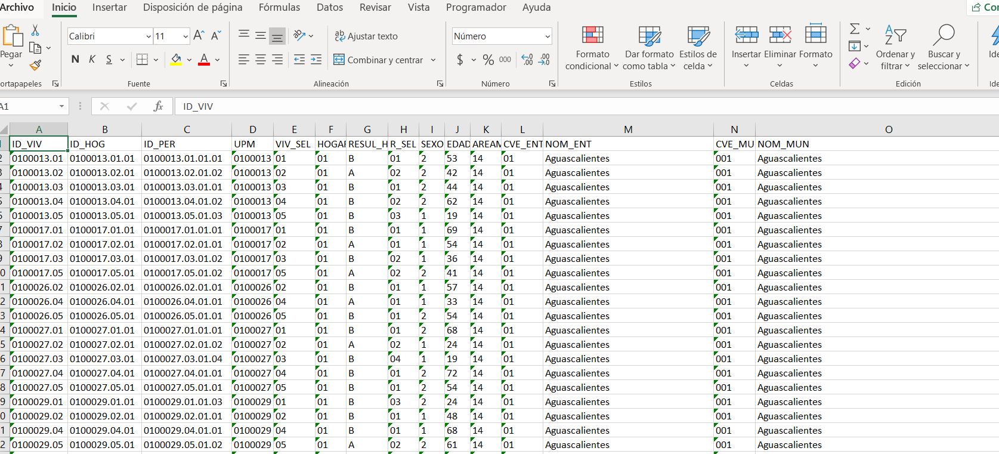 Archivo Inicio Insertar Disposición de página Fórmulas Datos Revisar Vista Programador Ayuda
Calibri 11 Ajustar texto Número
Pegar N K S A Combinar y centrar $ % 000 Formato condicional Dar formato como tabla Estilos de celda Insertar Eliminar Formato Ordenar y filtrar Buscar y seleccionar
Fuente Alineación Número Estilos Celdas Edición
A1 fx ID_VIV
A B C D E F G H I J K L M N O
ID_VIV ID_HOG ID_PER UPM VIV_SEL HOGAR RESUL_H R_SEL SEXO EDAD AREAM CVE_ENT NOM_ENT CVE_MU NOM_MUN
0100013.01 0100013.01.01 0100013.01.01.01 0100013 01 01 B 01 2 53 14 01 Aguascalientes 001 Aguascalientes
0100013.02 0100013.02.01 0100013.02.01.02 0100013 02 01 A 02 2 42 14 01 Aguascalientes 001 Aguascalientes
0100013.03 0100013.03.01 0100013.03.01.01 0100013 03 01 B 01 2 44 14 01 Aguascalientes 001 Aguascalientes
0100013.04 0100013.04.01 0100013.04.01.02 0100013 04 01 B 02 2 62 14 01 Aguascalientes 001 Aguascalientes
0100013.05 0100013.05.01 0100013.05.01.03 0100013 05 01 B 03 1 19 14 01 Aguascalientes 001 Aguascalientes
0100017.01 0100017.01.01 0100017.01.01.01 0100017 01 01 B 01 1 69 14 01 Aguascalientes 001 Aguascalientes
0100017.02 0100017.02.01 0100017.02.01.01 0100017 02 01 A 01 1 54 14 01 Aguascalientes 001 Aguascalientes
0100017.03 0100017.03.01 0100017.03.01.02 0100017 03 01 B 02 1 36 14 01 Aguascalientes 001 Aguascalientes
0100017.05 0100017.05.01 0100017.05.01.02 0100017 05 01 A 02 2 41 14 01 Aguascalientes 001 Aguascalientes
0100026.02 0100026.02.01 0100026.02.01.01 0100026 02 01 B 01 1 57 14 01 Aguascalientes 001 Aguascalientes
0100026.04 0100026.04.01 0100026.04.01.01 0100026 04 01 A 01 1 33 14 01 Aguascalientes 001 Aguascalientes
0100026.05 0100026.05.01 0100026.05.01.01 0100026 05 01 B 01 2 54 14 01 Aguascalientes 001 Aguascalientes
0100027.01 0100027.01.01 0100027.01.01.01 0100027 01 01 B 01 2 68 14 01 Aguascalientes 001 Aguascalientes
0100027.02 0100027.02.01 0100027.02.01.02 0100027 02 01 A 02 1 24 14 01 Aguascalientes 001 Aguascalientes
0100027.03 0100027.03.01 0100027.03.01.04 0100027 03 01 B 04 1 19 14 01 Aguascalientes 001 Aguascalientes
0100027.04 0100027.04.01 0100027.04.01.01 0100027 04 01 B 01 2 72 14 01 Aguascalientes 001 Aguascalientes
0100027.05 0100027.05.01 0100027.05.01.01 0100027 05 01 B 01 2 54 14 01 Aguascalientes 001 Aguascalientes
0100029.01 0100029.01.01 0100029.01.01.03 0100029 01 01 B 03 2 24 14 01 Aguascalientes 001 Aguascalientes
0100029.02 0100029.02.01 0100029.02.01.01 0100029 02 01 B 01 1 48 14 01 Aguascalientes 001 Aguascalientes
0100029.04 0100029.04.01 0100029.04.01.01 0100029 04 01 B 01 1 68 14 01 Aguascalientes 001 Aguascalientes
0100029.05 0100029.05.01 0100029.05.01.02 0100029 05 01 A 02 2 61 14 01 Aguascalientes 001 Aguascalientes